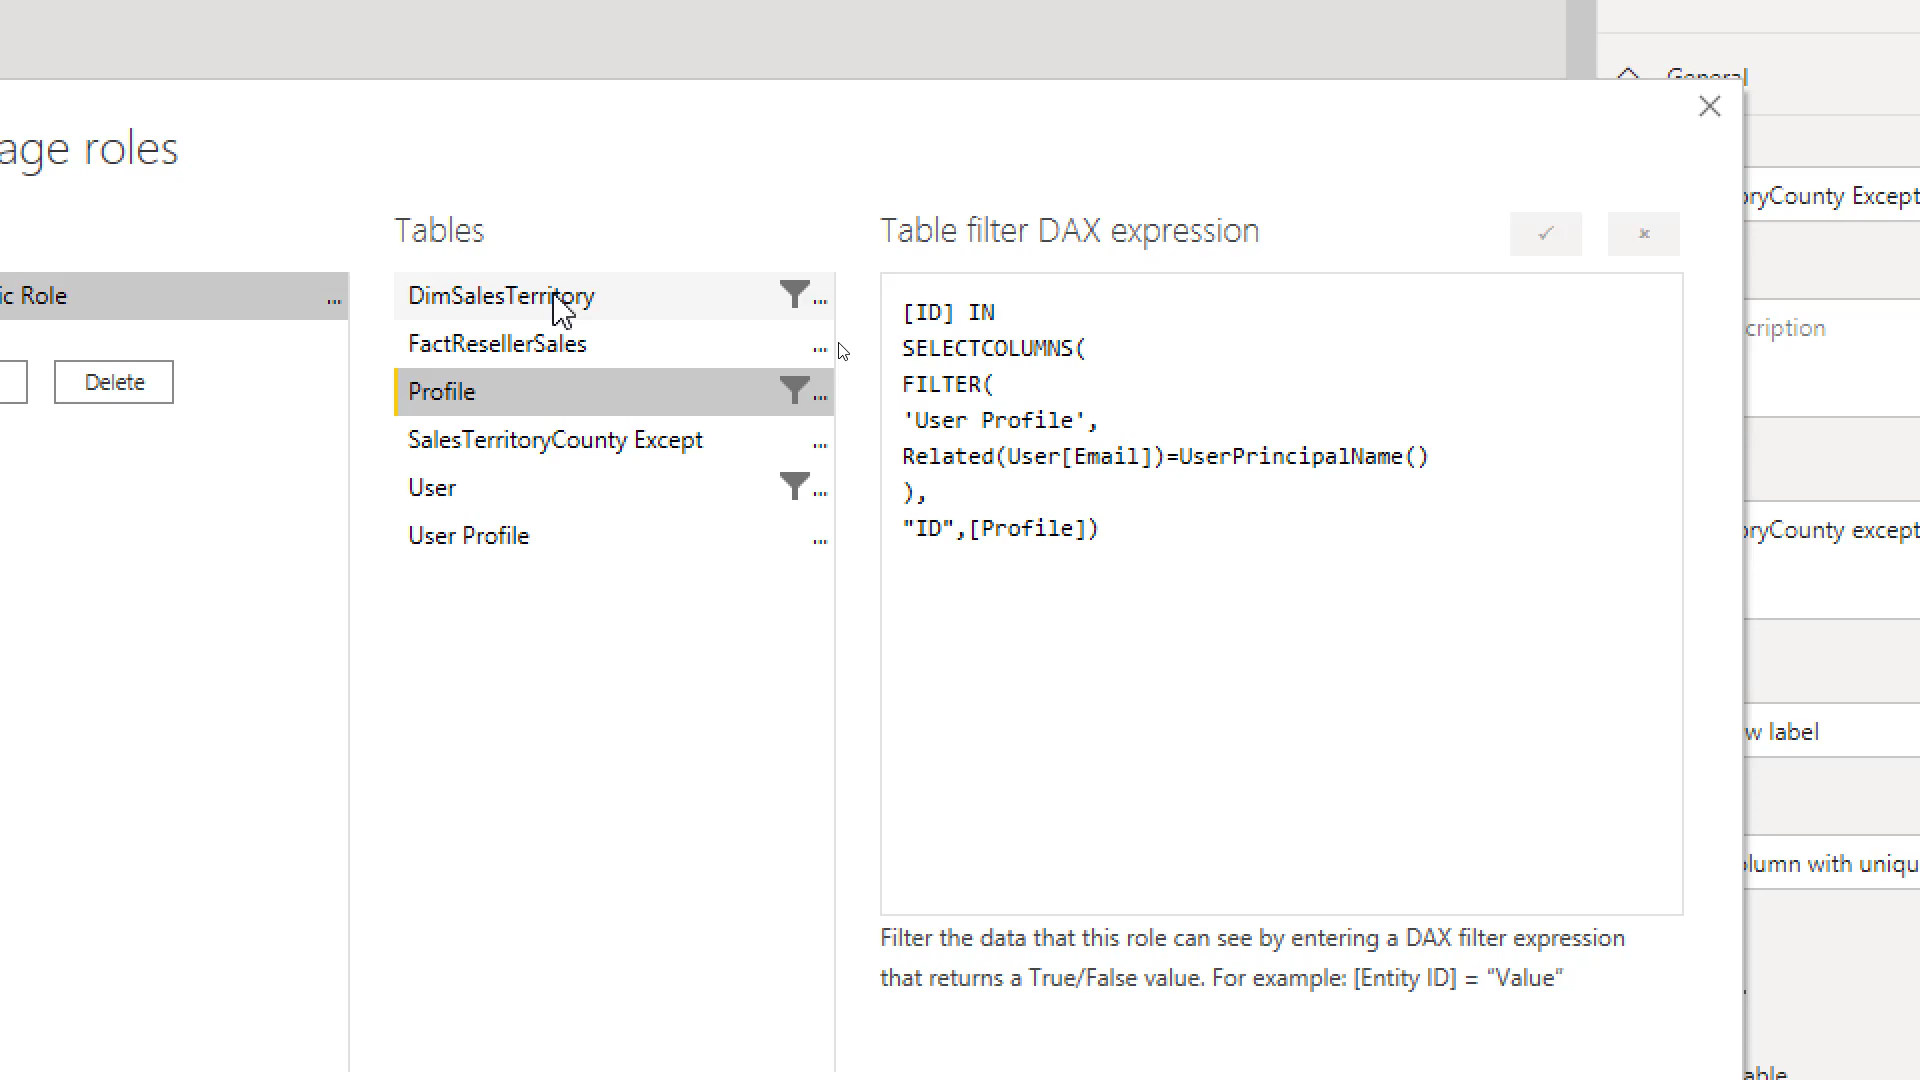 General
age roles
Tables
Table filter DAX expression
ic Role
...
Delete
DimSalesTerritory
...
FactResellerSales
...
Profile
...
SalesTerritoryCounty Except
...
User
...
User Profile
...
[ID] IN
SELECTCOLUMNS(
FILTER(
'User Profile',
Related(User[Email])=UserPrincipalName()
),
"ID",[Profile])
Filter the data that this role can see by entering a DAX filter expression
that returns a True/False value. For example: [Entity ID] = “Value”
oryCounty Except
cription
oryCounty except
w label
olumn with uniqu
able